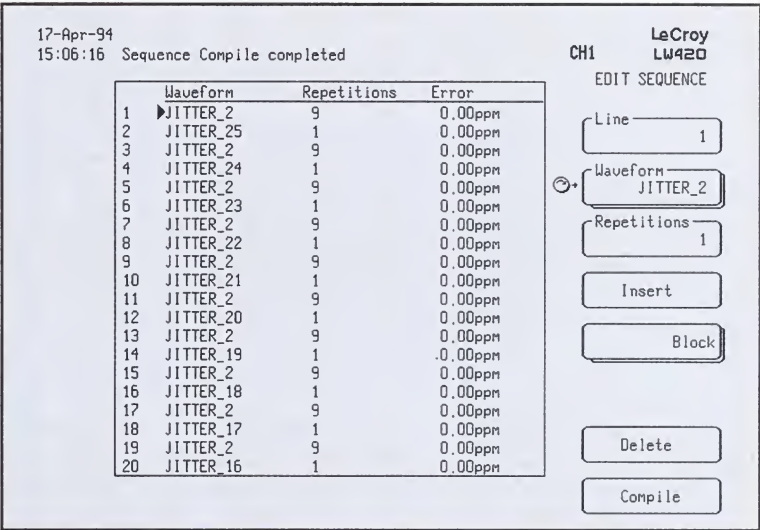 17-Apr-94
15:06:16 Sequence Compile completed
CH1
LeCroy
LW420
EDIT SEQUENCE
Waveform Repetitions Error
1 JITTER_2 9 0.00ppm
2 JITTER_25 1 0.00ppm
3 JITTER_2 9 0.00ppm
4 JITTER_24 1 0.00ppm
5 JITTER_2 9 0.00ppm
6 JITTER_23 1 0.00ppm
7 JITTER_2 9 0.00ppm
8 JITTER_22 1 0.00ppm
9 JITTER_2 9 0.00ppm
10 JITTER_21 1 0.00ppm
11 JITTER_2 9 0.00ppm
12 JITTER_20 1 0.00ppm
13 JITTER_2 9 0.00ppm
14 JITTER_19 1 0.00ppm
15 JITTER_2 9 0.00ppm
16 JITTER_18 1 0.00ppm
17 JITTER_2 9 0.00ppm
18 JITTER_17 1 0.00ppm
19 JITTER_2 9 0.00ppm
20 JITTER_16 1 0.00ppm
Line
1
Waveform
JITTER_2
Repetitions
1
Insert
Block
Delete
Compile